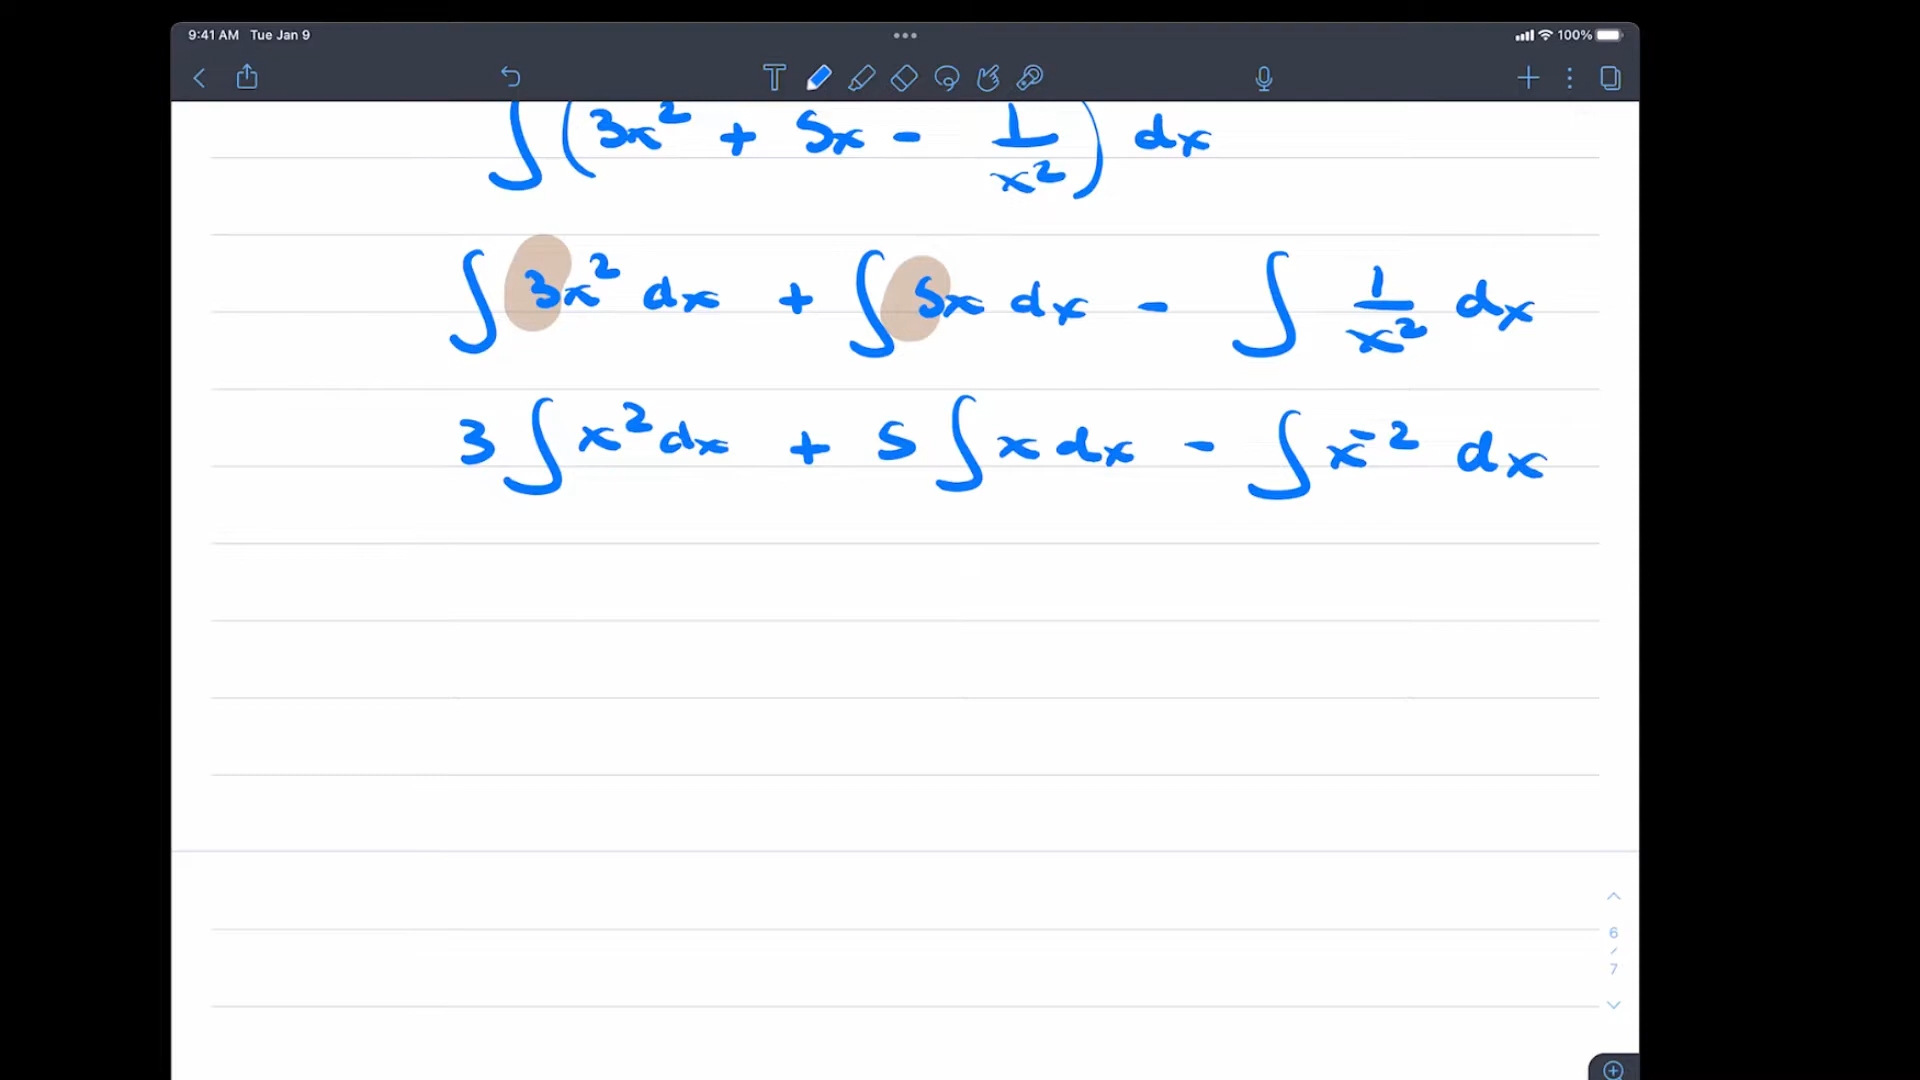 9:41 AM Tue Jan 9
100%
∫(3x² + 5x - 1/x²) dx
∫ 3x² dx + ∫ 5x dx - ∫ 1/x² dx
3 ∫ x² dx + 5 ∫ x dx - ∫ x⁻² dx
6
/
7